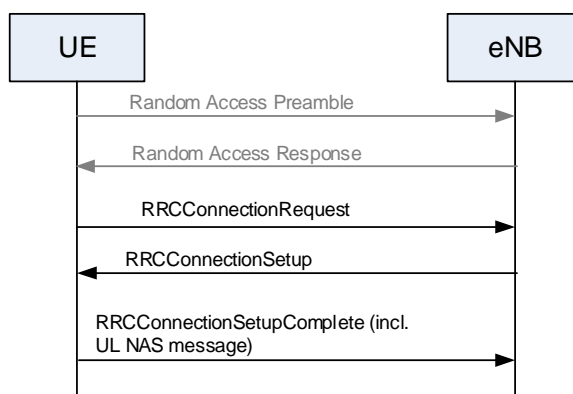 UE
eNB
Random Access Preamble
Random Access Response
RRCConnectionRequest
RRCConnectionSetup
RRCConnectionSetupComplete (incl.
UL NAS message)